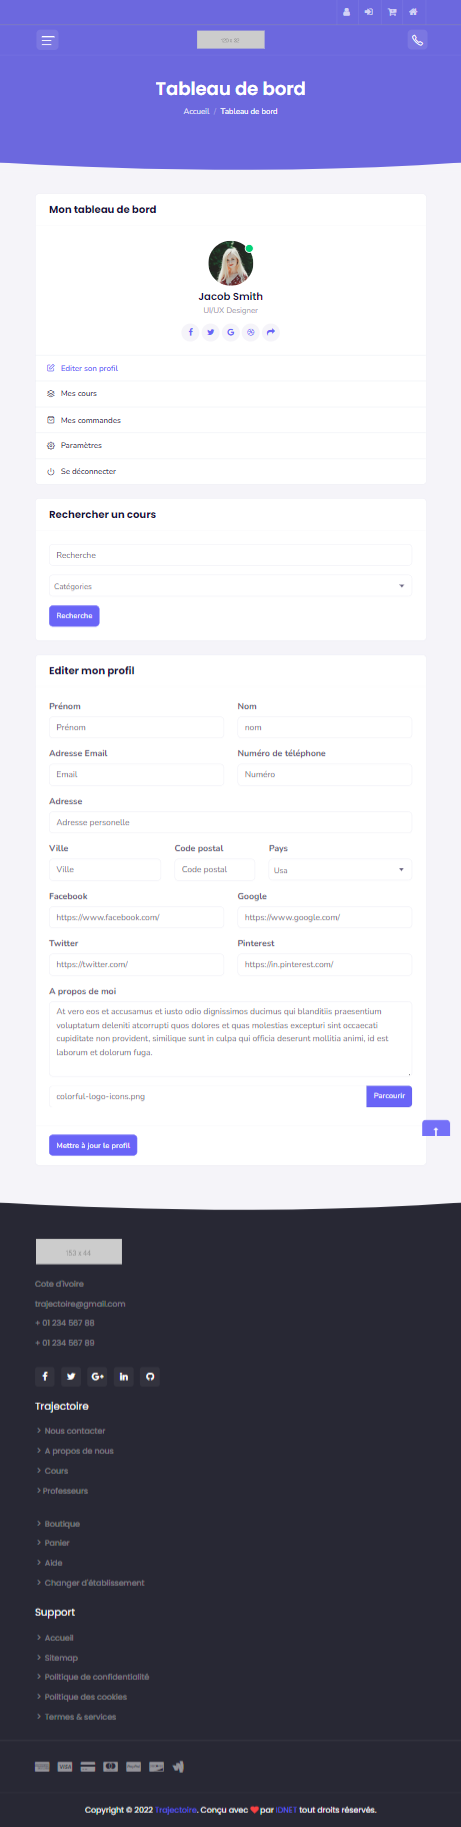 Tableau de bord
Accueil / Tableau de bord
Mon tableau de bord
Jacob Smith
UI/UX Designer
Editer son profil
Mes cours
Mes commandes
Paramètres
Se déconnecter
Rechercher un cours
Recherche
Catégories
Recherche
Editer mon profil
Prénom Nom
Prénom nom
Adresse Email Numéro de téléphone
Email Numéro
Adresse
Adresse personelle
Ville Code postal Pays
Ville Code postal Usa
Facebook Google
https://www.facebook.com/ https://www.google.com/
Twitter Pinterest
https://twitter.com/ https://in.pinterest.com/
A propos de moi
At vero eos et accusamus et iusto odio dignissimos ducimus qui blanditiis praesentium
voluptatum deleniti atcorrupti quos dolores et quas molestias excepturi sint occaecati
cupiditate non provident, similique sunt in culpa qui officia deserunt mollitia animi, id est
laborum et dolorum fuga.
colorful-logo-icons.png Parcourir
Mettre à jour le profil
153 x 44
Cote d'ivoire
trajectoire@gmail.com
+ 01 234 567 88
+ 01 234 567 89
Trajectoire
Nous contacter
A propos de nous
Cours
Professeurs
Boutique
Panier
Aide
Changer d'établissement
Support
Accueil
Sitemap
Politique de confidentialité
Politique des cookies
Termes & services
VISA
Copyright © 2022 Trajectoire. Conçu avec ❤ par IONET tout droits réservés.